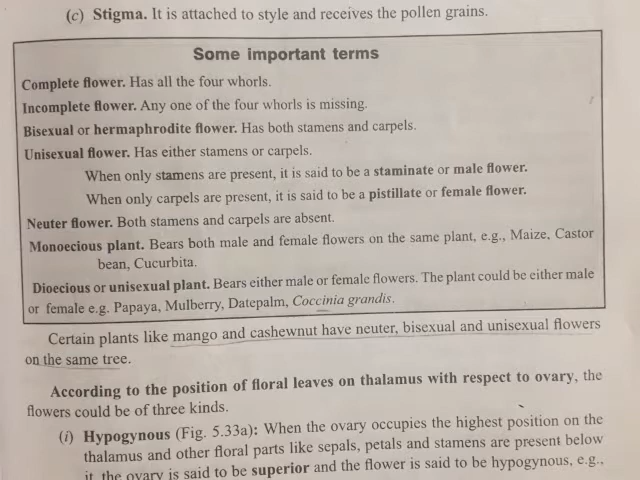 (c) Stigma. It is attached to style and receives the pollen grains.
Some important terms
Complete flower. Has all the four whorls.
Incomplete flower. Any one of the four whorls is missing.
Bisexual or hermaphrodite flower. Has both stamens and carpels.
Unisexual flower. Has either stamens or carpels.
When only stamens are present, it is said to be a staminate or male flower.
When only carpels are present, it is said to be a pistillate or female flower.
Neuter flower. Both stamens and carpels are absent.
Monoecious plant. Bears both male and female flowers on the same plant, e.g., Maize, Castor
bean, Cucurbita.
Dioecious or unisexual plant. Bears either male or female flowers. The plant could be either male
or female e.g. Papaya, Mulberry, Datepalm, Coccinia grandis.
Certain plants like mango and cashewnut have neuter, bisexual and unisexual flowers
on the same tree.
According to the position of floral leaves on thalamus with respect to ovary, the
flowers could be of three kinds.
(i) Hypogynous (Fig. 5.33a): When the ovary occupies the highest position on the
thalamus and other floral parts like sepals, petals and stamens are present below
it, the ovary is said to be superior and the flower is said to be hypogynous, e.g.,